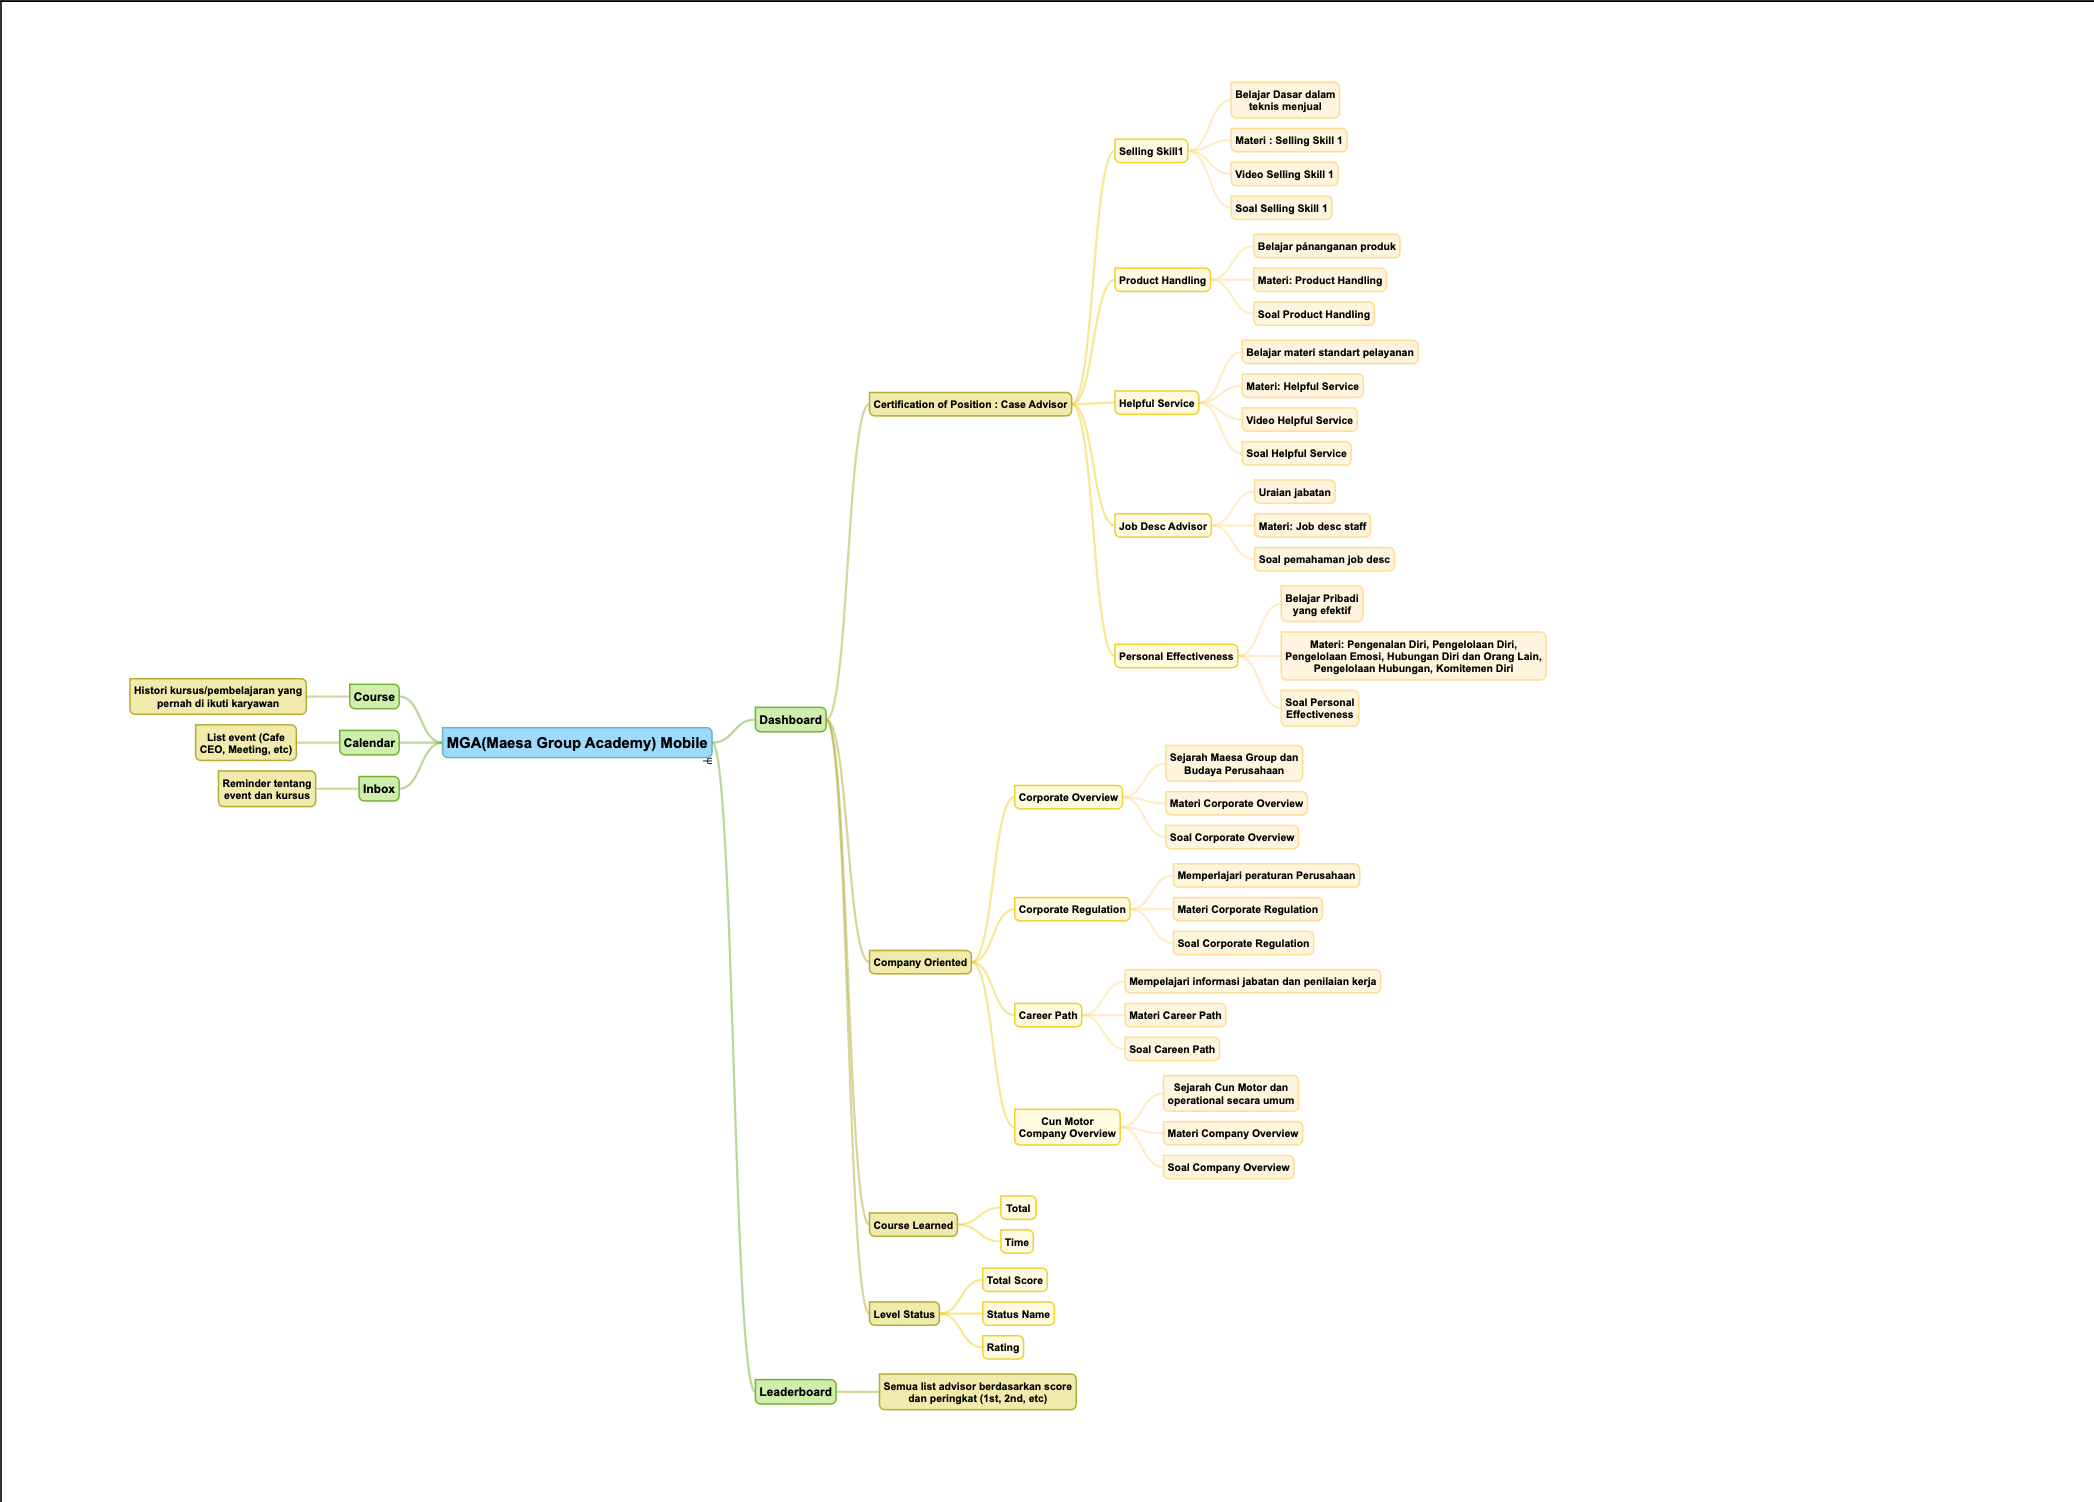 MGA(Maesa Group Academy) Mobile
Course
Histori kursus/pembelajaran yang
pernah di ikuti karyawan
Calendar
List event (Cafe
CEO, Meeting, etc)
Inbox
Reminder tentang
event dan kursus
Dashboard
Certification of Position : Case Advisor
Selling Skill1
Belajar Dasar dalam
teknis menjual
Materi : Selling Skill 1
Video Selling Skill 1
Soal Selling Skill 1
Product Handling
Belajar pánanganan produk
Materi: Product Handling
Soal Product Handling
Helpful Service
Belajar materi standart pelayanan
Materi: Helpful Service
Video Helpful Service
Soal Helpful Service
Job Desc Advisor
Uraian jabatan
Materi: Job desc staff
Soal pemahaman job desc
Personal Effectiveness
Belajar Pribadi
yang efektif
Materi: Pengenalan Diri, Pengelolaan Diri,
Pengelolaan Emosi, Hubungan Diri dan Orang Lain,
Pengelolaan Hubungan, Komitemen Diri
Soal Personal
Effectiveness
Company Oriented
Corporate Overview
Sejarah Maesa Group dan
Budaya Perusahaan
Materi Corporate Overview
Soal Corporate Overview
Corporate Regulation
Memperlajari peraturan Perusahaan
Materi Corporate Regulation
Soal Corporate Regulation
Career Path
Mempelajari informasi jabatan dan penilaian kerja
Materi Career Path
Soal Careen Path
Cun Motor
Company Overview
Sejarah Cun Motor dan
operational secara umum
Materi Company Overview
Soal Company Overview
Course Learned
Total
Time
Level Status
Total Score
Status Name
Rating
Leaderboard
Semua list advisor berdasarkan score
dan peringkat (1st, 2nd, etc)